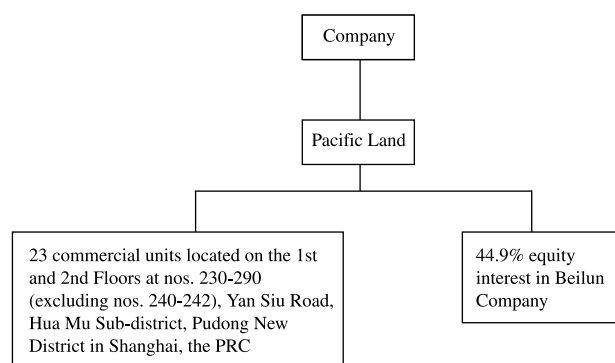 Company
Pacific Land
23 commercial units located on the 1st
and 2nd Floors at nos. 230-290
(excluding nos. 240-242), Yan Siu Road,
Hua Mu Sub-district, Pudong New
District in Shanghai, the PRC
44.9% equity
interest in Beilun
Company